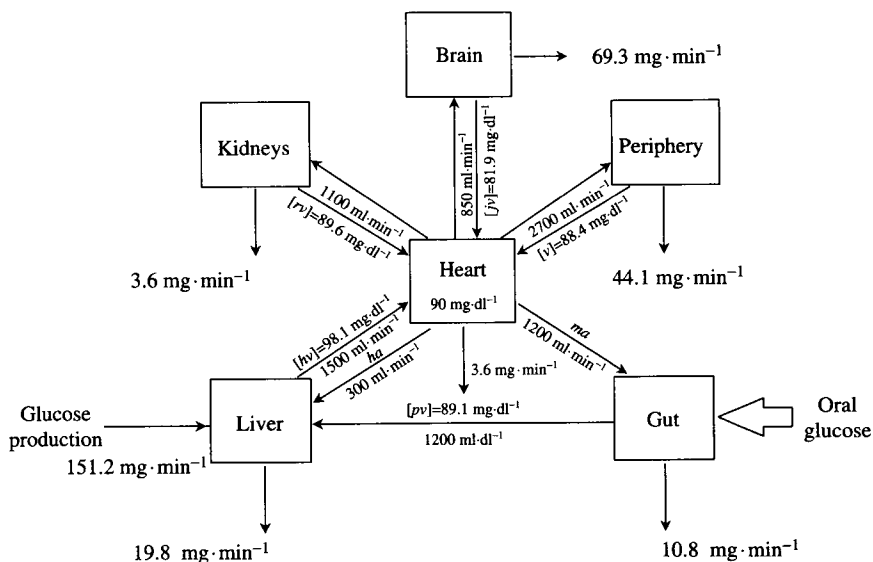 Brain
69.3 mg·min⁻¹
Kidneys
Periphery
850 ml·min⁻¹
[jv]=81.9 mg·dl⁻¹
1100 ml·min⁻¹
[rv]=89.6 mg·dl⁻¹
2700 ml·min⁻¹
[v]=88.4 mg·dl⁻¹
3.6 mg·min⁻¹
Heart
90 mg·dl⁻¹
44.1 mg·min⁻¹
[hv]=98.1 mg·dl⁻¹
1500 ml·min⁻¹
ha
300 ml·min⁻¹
ma
1200 ml·min⁻¹
3.6 mg·min⁻¹
Glucose
production
151.2 mg·min⁻¹
Liver
[pv]=89.1 mg·dl⁻¹
1200 ml·dl⁻¹
Gut
Oral
glucose
19.8 mg·min⁻¹
10.8 mg·min⁻¹